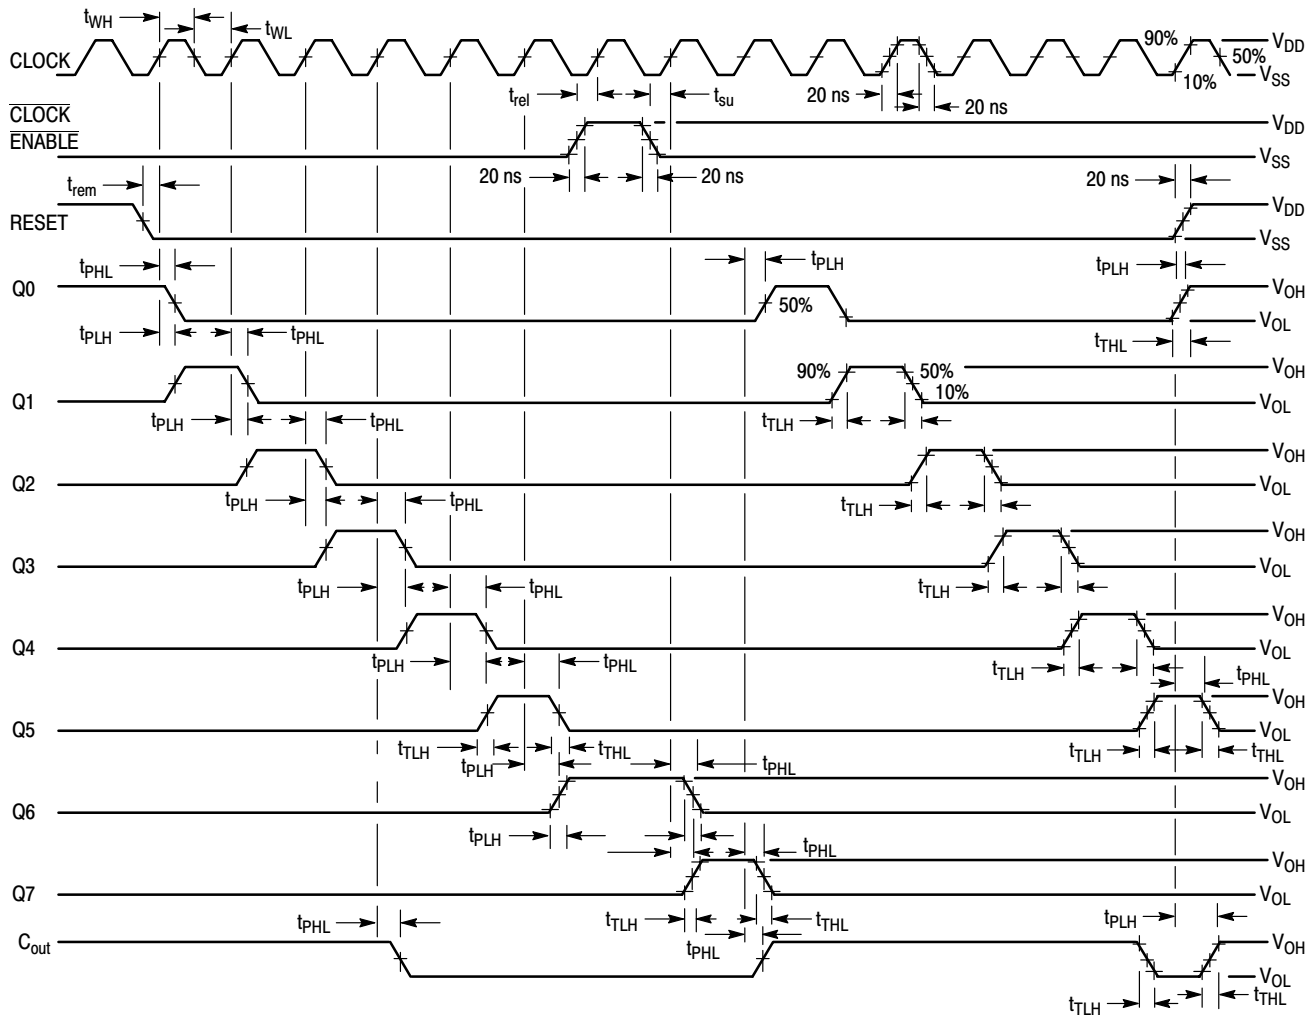 tWH
tWL
CLOCK
90%
VDD
50%
VSS
10%
trel
tsu
20 ns
20 ns
CLOCK
ENABLE
VDD
VSS
20 ns
20 ns
trem
20 ns
RESET
VDD
VSS
tPHL
tPLH
tPLH
Q0
50%
VOH
VOL
tPLH
tPHL
tTHL
90%
50%
VOH
Q1
10%
VOL
tPLH
tPHL
tTLH
VOH
Q2
VOL
tPLH
tPHL
tTLH
VOH
Q3
VOL
tPLH
tPHL
tTLH
VOH
Q4
VOL
tPLH
tPHL
tTLH
tPHL
VOH
Q5
VOL
tTLH
tTHL
tTLH
tTHL
tPLH
tPHL
VOH
Q6
VOL
tPLH
tPHL
VOH
Q7
VOL
tPHL
tTLH
tTHL
tPLH
tPHL
Cout
VOH
VOL
tTLH
tTHL